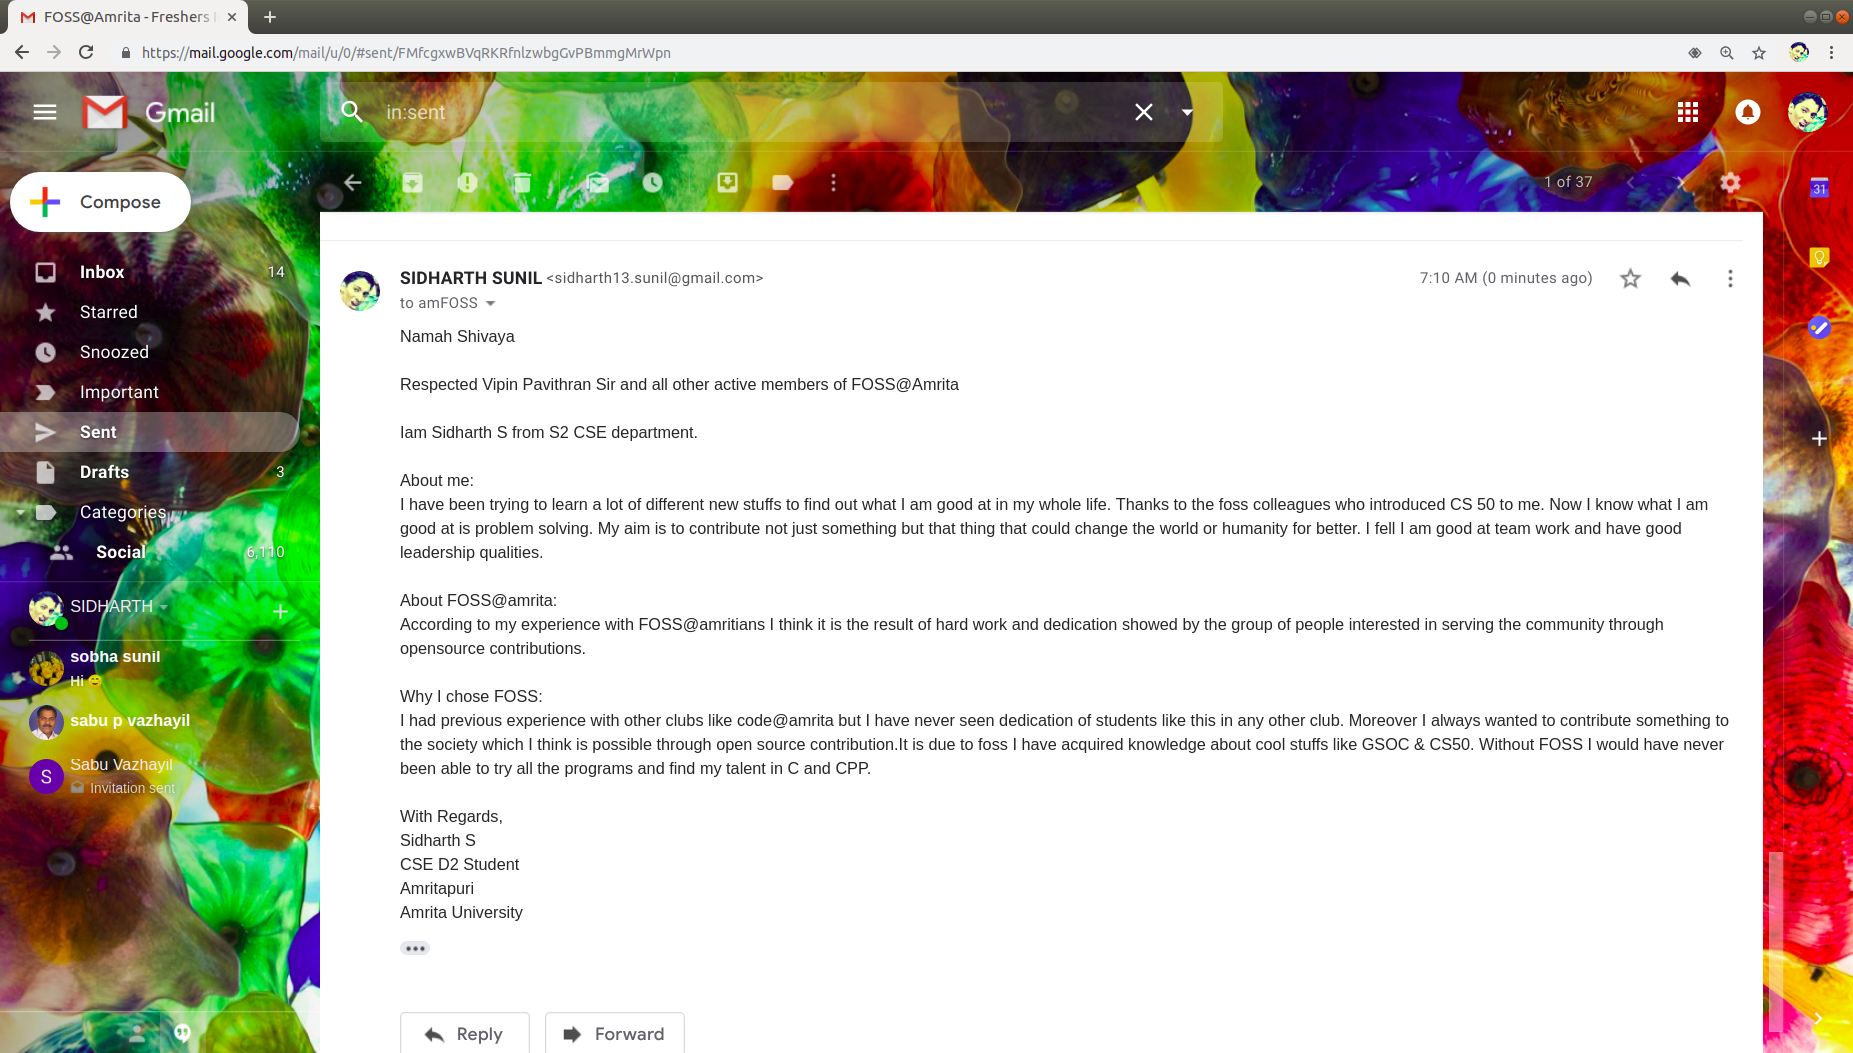 FOSS@Amrita - Freshers
https://mail.google.com/mail/u/0/#sent/FMfcgxwBVqRKRfnlzwbgGvPBmmgMrWpn
Gmail
in:sent
1 of 37
31
Compose
Inbox 14
Starred
Snoozed
Important
Sent
Drafts 3
Categories
Social 6,110
SIDHARTH
sobha sunil
Hi
sabu p vazhayil
S
Sabu Vazhayil
Invitation sent
SIDHARTH SUNIL <sidharth13.sunil@gmail.com>
7:10 AM (0 minutes ago)
to amFOSS
Namah Shivaya
Respected Vipin Pavithran Sir and all other active members of FOSS@Amrita
Iam Sidharth S from S2 CSE department.
About me:
I have been trying to learn a lot of different new stuffs to find out what I am good at in my whole life. Thanks to the foss colleagues who introduced CS 50 to me. Now I know what I am
good at is problem solving. My aim is to contribute not just something but that thing that could change the world or humanity for better. I fell I am good at team work and have good
leadership qualities.
About FOSS@amrita:
According to my experience with FOSS@amritians I think it is the result of hard work and dedication showed by the group of people interested in serving the community through
opensource contributions.
Why I chose FOSS:
I had previous experience with other clubs like code@amrita but I have never seen dedication of students like this in any other club. Moreover I always wanted to contribute something to
the society which I think is possible through open source contribution.It is due to foss I have acquired knowledge about cool stuffs like GSOC & CS50. Without FOSS I would have never
been able to try all the programs and find my talent in C and CPP.
With Regards,
Sidharth S
CSE D2 Student
Amritapuri
Amrita University
Reply
Forward